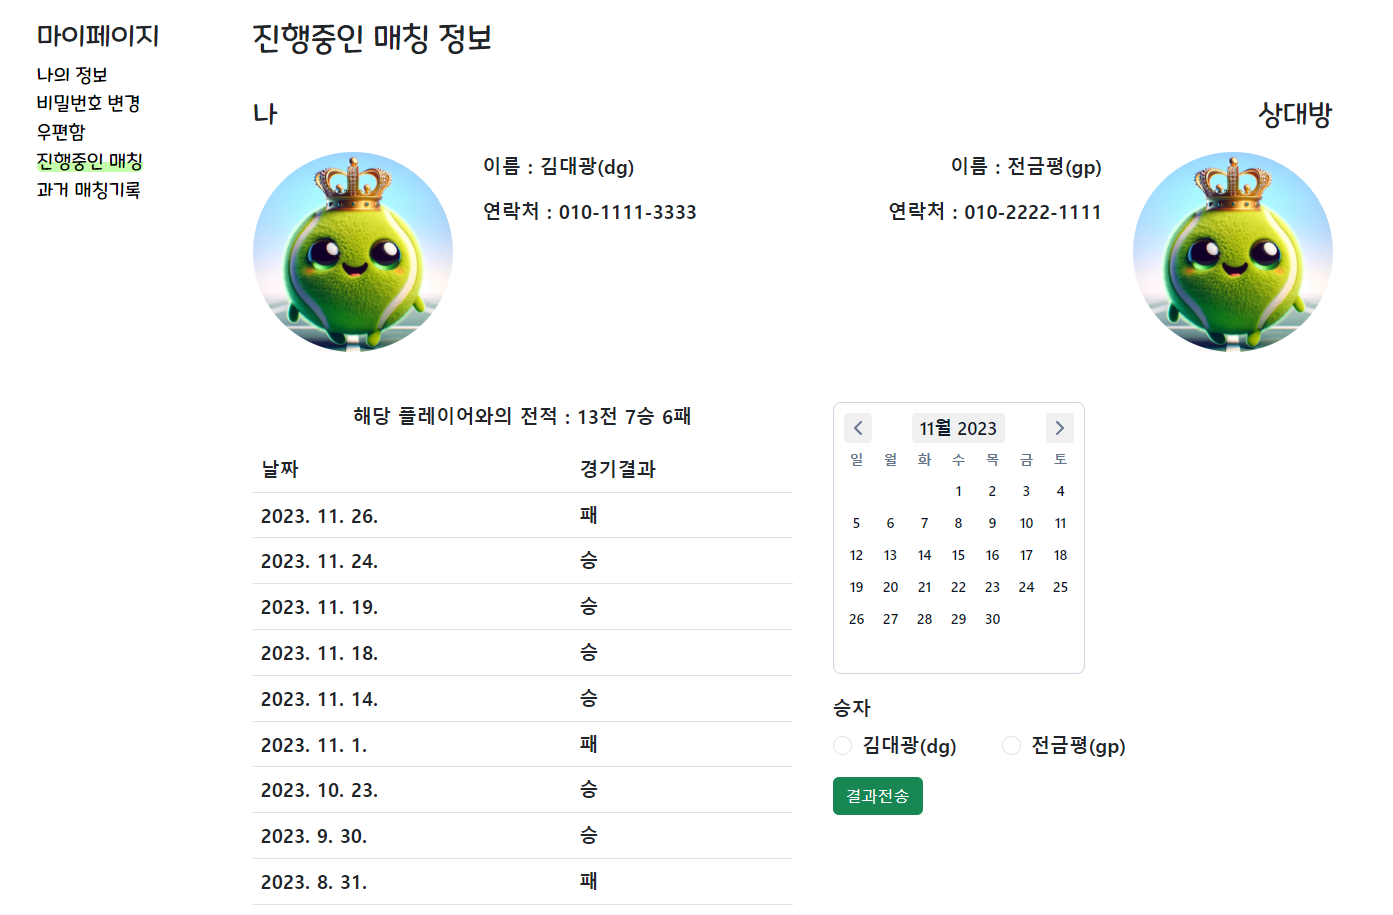 마이페이지
나의 정보
비밀번호 변경
우편함
진행중인 매칭
과거 매칭기록
진행중인 매칭 정보
나
상대방
이름 : 김대광(dg)
연락처 : 010-1111-3333
이름 : 전금평(gp)
연락처 : 010-2222-1111
해당 플레이어와의 전적 : 13전 7승 6패
날짜 경기결과
2023. 11. 26. 패
2023. 11. 24. 승
2023. 11. 19. 승
2023. 11. 18. 승
2023. 11. 14. 승
2023. 11. 1. 패
2023. 10. 23. 승
2023. 9. 30. 승
2023. 8. 31. 패
11월 2023
일 월 화 수 목 금 토
1 2 3 4
5 6 7 8 9 10 11
12 13 14 15 16 17 18
19 20 21 22 23 24 25
26 27 28 29 30
승자
김대광(dg) 전금평(gp)
결과전송